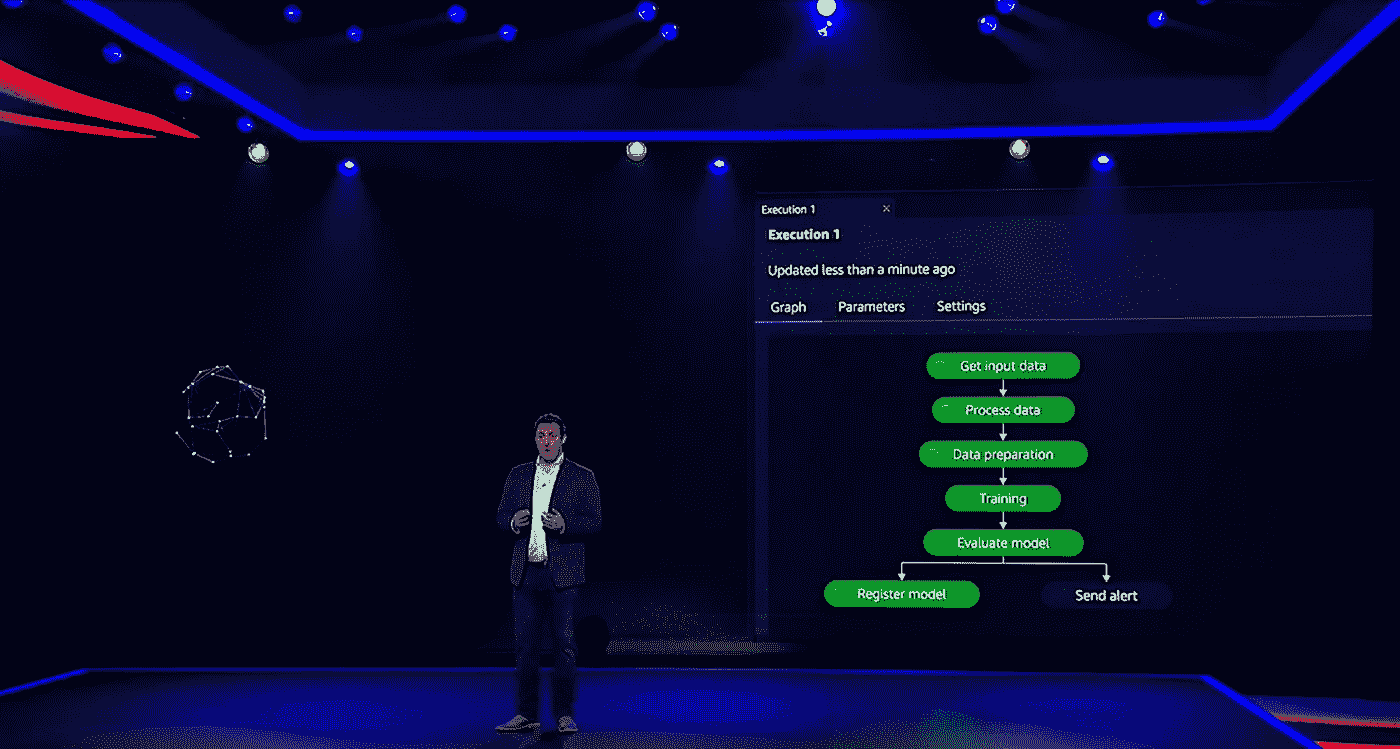 Execution 1
Execution 1
Updated less than a minute ago
Graph Parameters Settings
Get input data
Process data
Data preparation
Training
Evaluate model
Register model Send alert